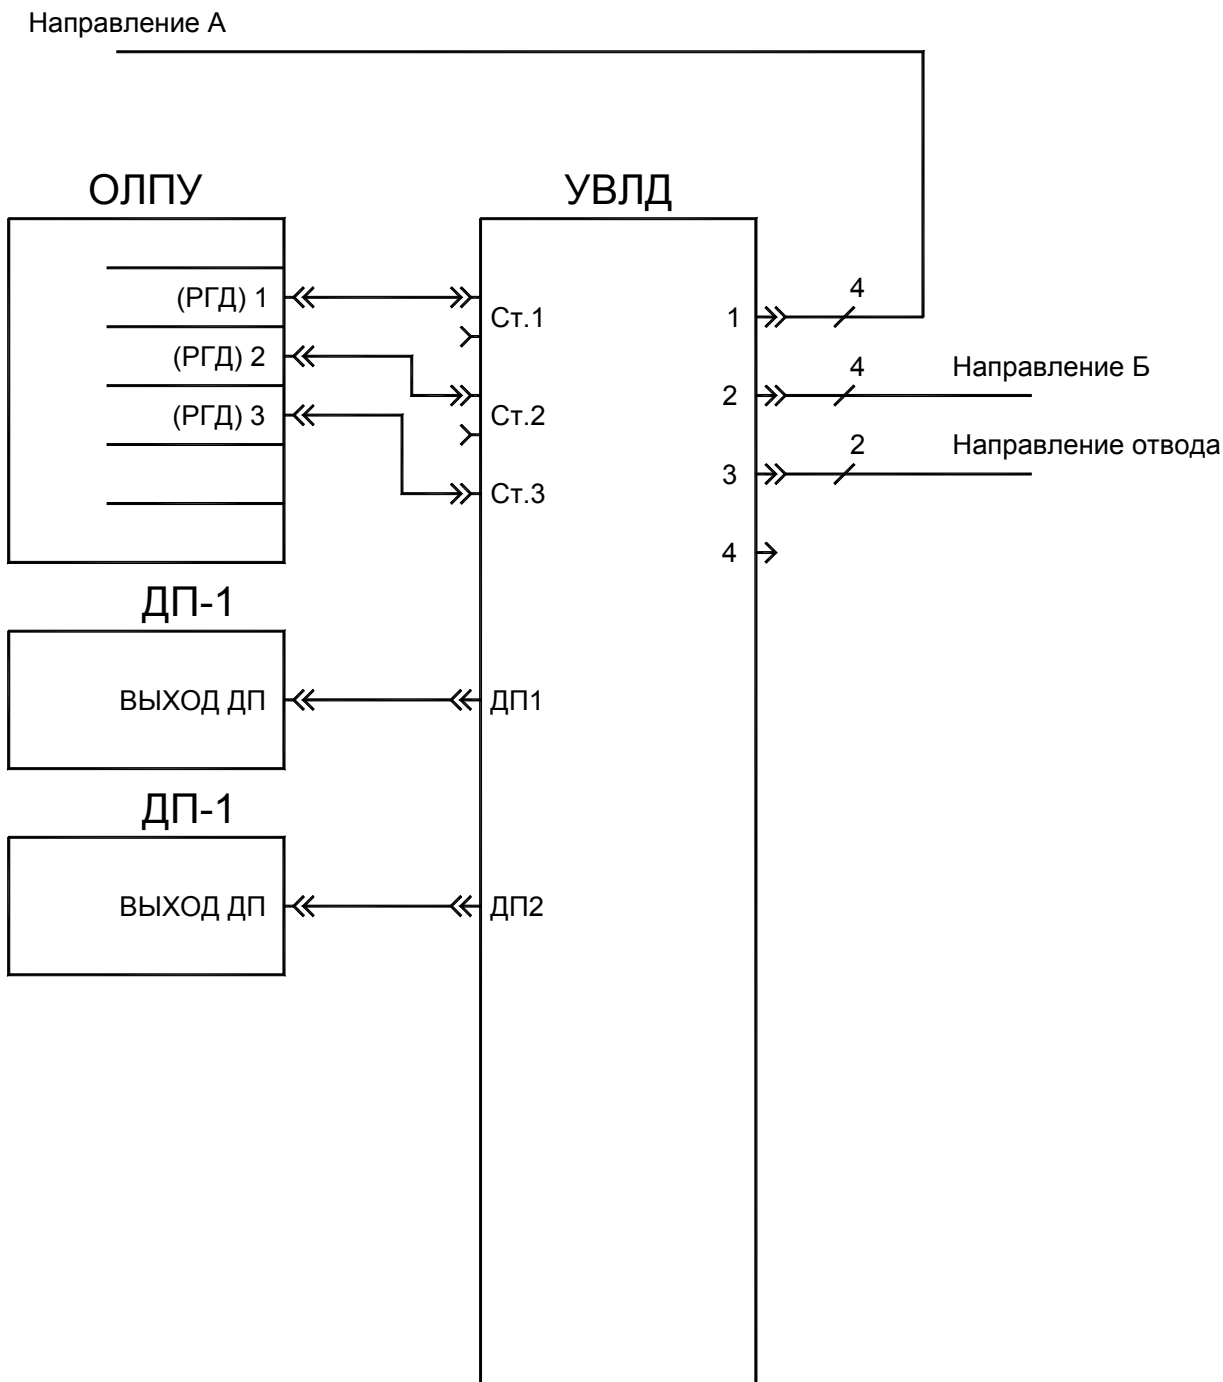 Направление А
ОЛПУ
УВЛД
(РГД) 1
(РГД) 2
(РГД) 3
Ст.1
Ст.2
Ст.3
1
4
2
4
Направление Б
3
2
Направление отвода
4
ДП-1
ВЫХОД ДП
ДП1
ДП-1
ВЫХОД ДП
ДП2